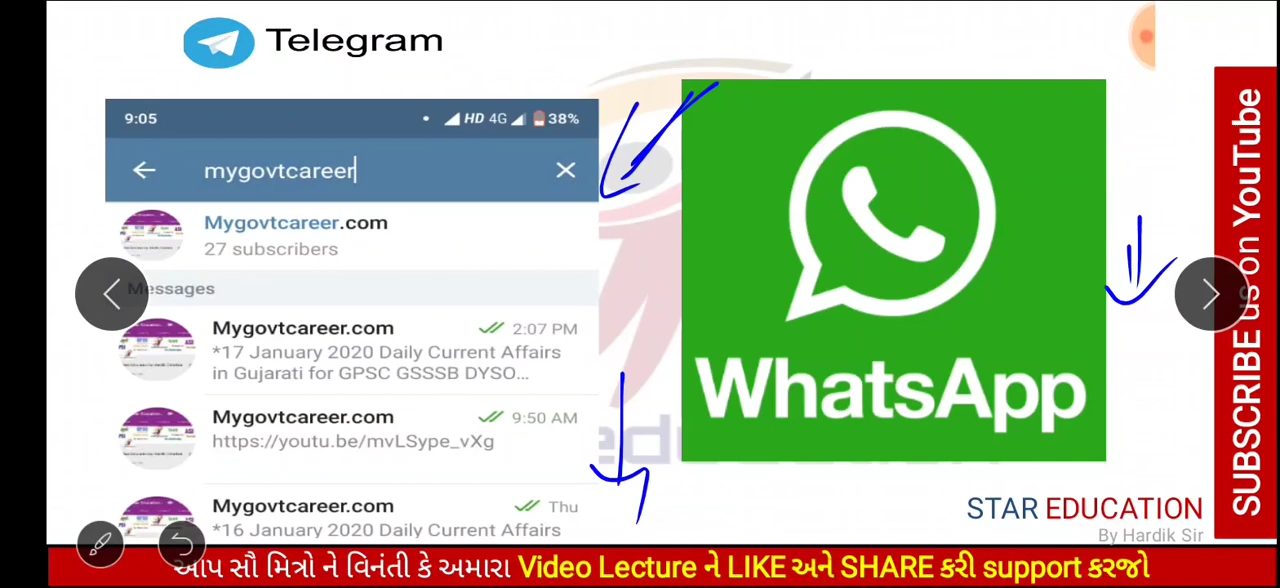 Telegram
9:05
HD 4G 38%
mygovtcareer
Mygovtcareer.com
27 subscribers
Messages
Mygovtcareer.com 2:07 PM
*17 January 2020 Daily Current Affairs
in Gujarati for GPSC GSSSB DYSO...
Mygovtcareer.com 9:50 AM
https://youtu.be/mvLSype_vXg
Mygovtcareer.com Thu
*16 January 2020 Daily Current Affairs
WhatsApp
STAR EDUCATION
By Hardik Sir
SUBSCRIBE us on YouTube
આપ સૌ મિત્રો ને વિનંતી કે અમારા Video Lecture ને LIKE અને SHARE કરી support કરજો